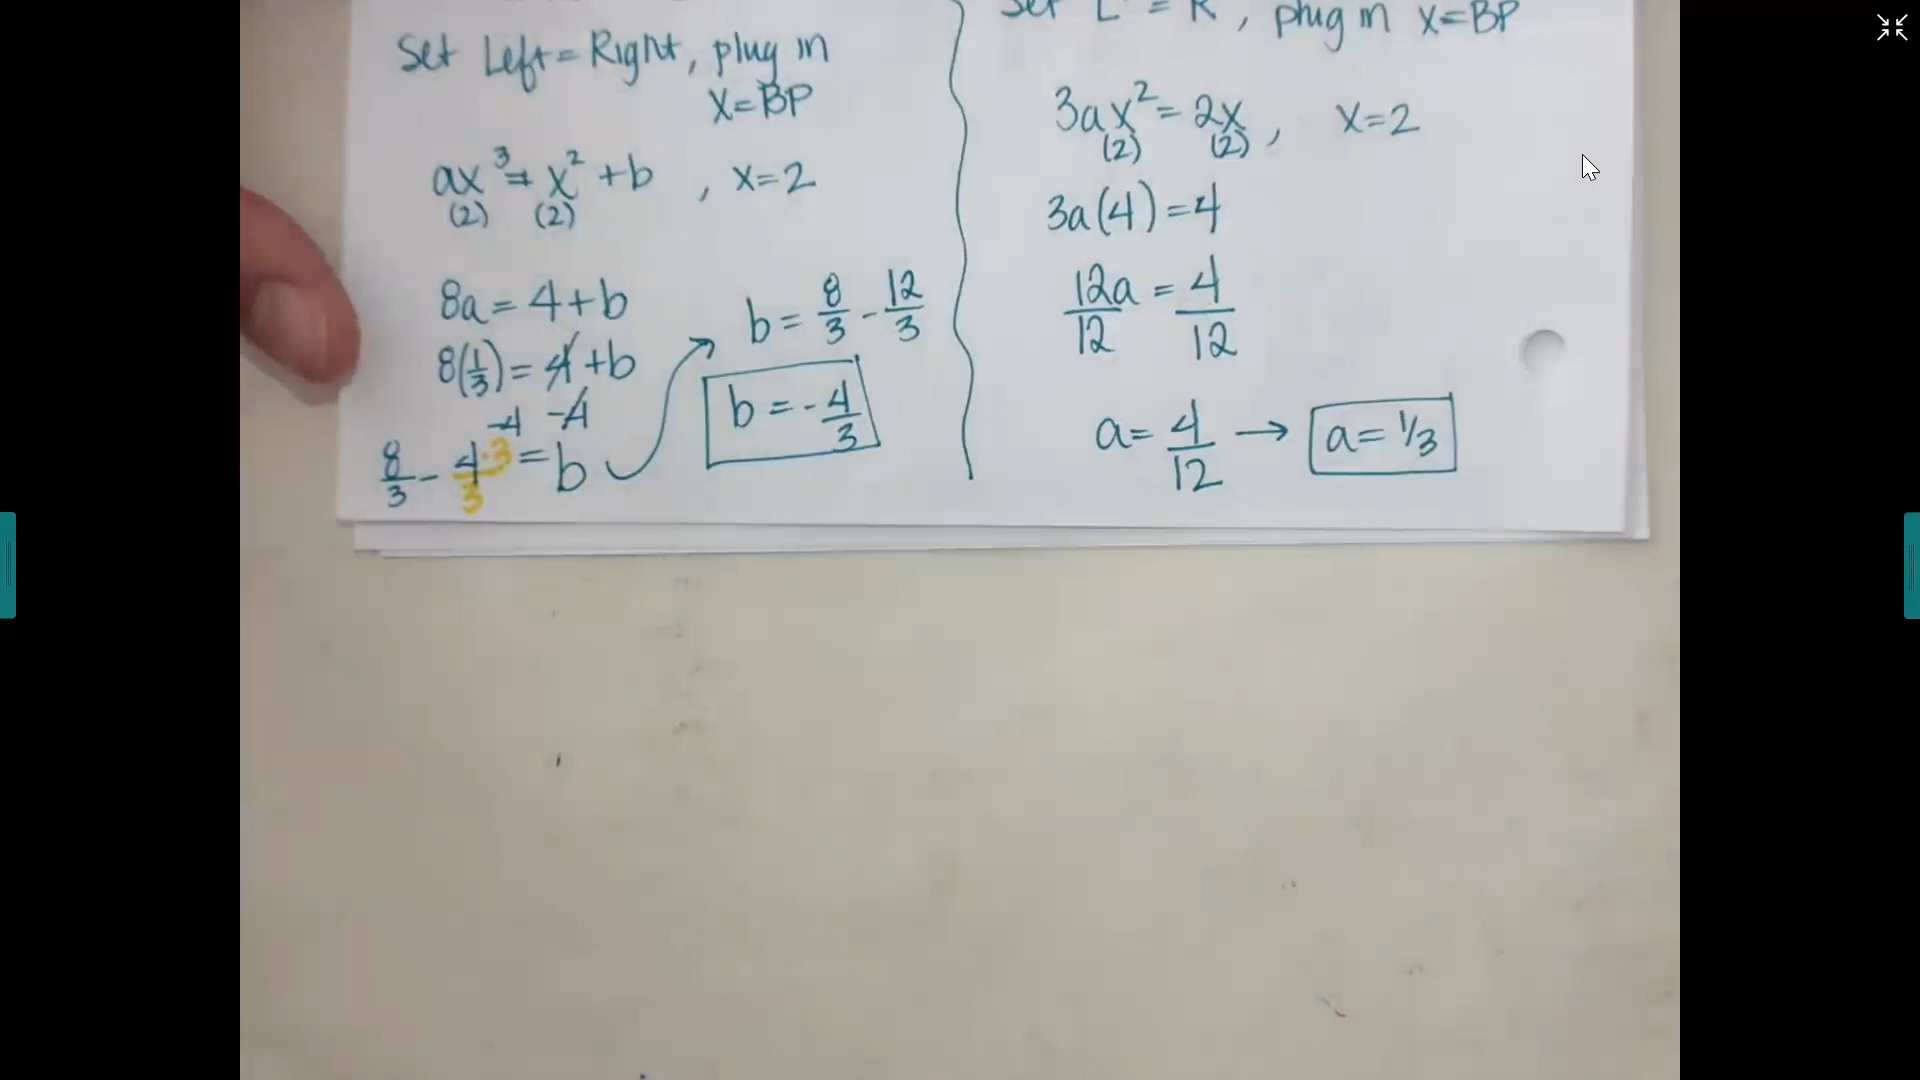 Set Left = Right, plug in
X=BP
ax³ = x² + b , x=2
(2) (2)
8a = 4+b
8(1/3) = 4 + b
-4 -4
8/3 - 4·3/3 = b
b = 8/3 - 12/3
b = -4/3
Set L' = R', plug in X=BP
3ax² = 2x , x=2
(2) (2)
3a(4) = 4
12a/12 = 4/12
a = 4/12 → a = 1/3